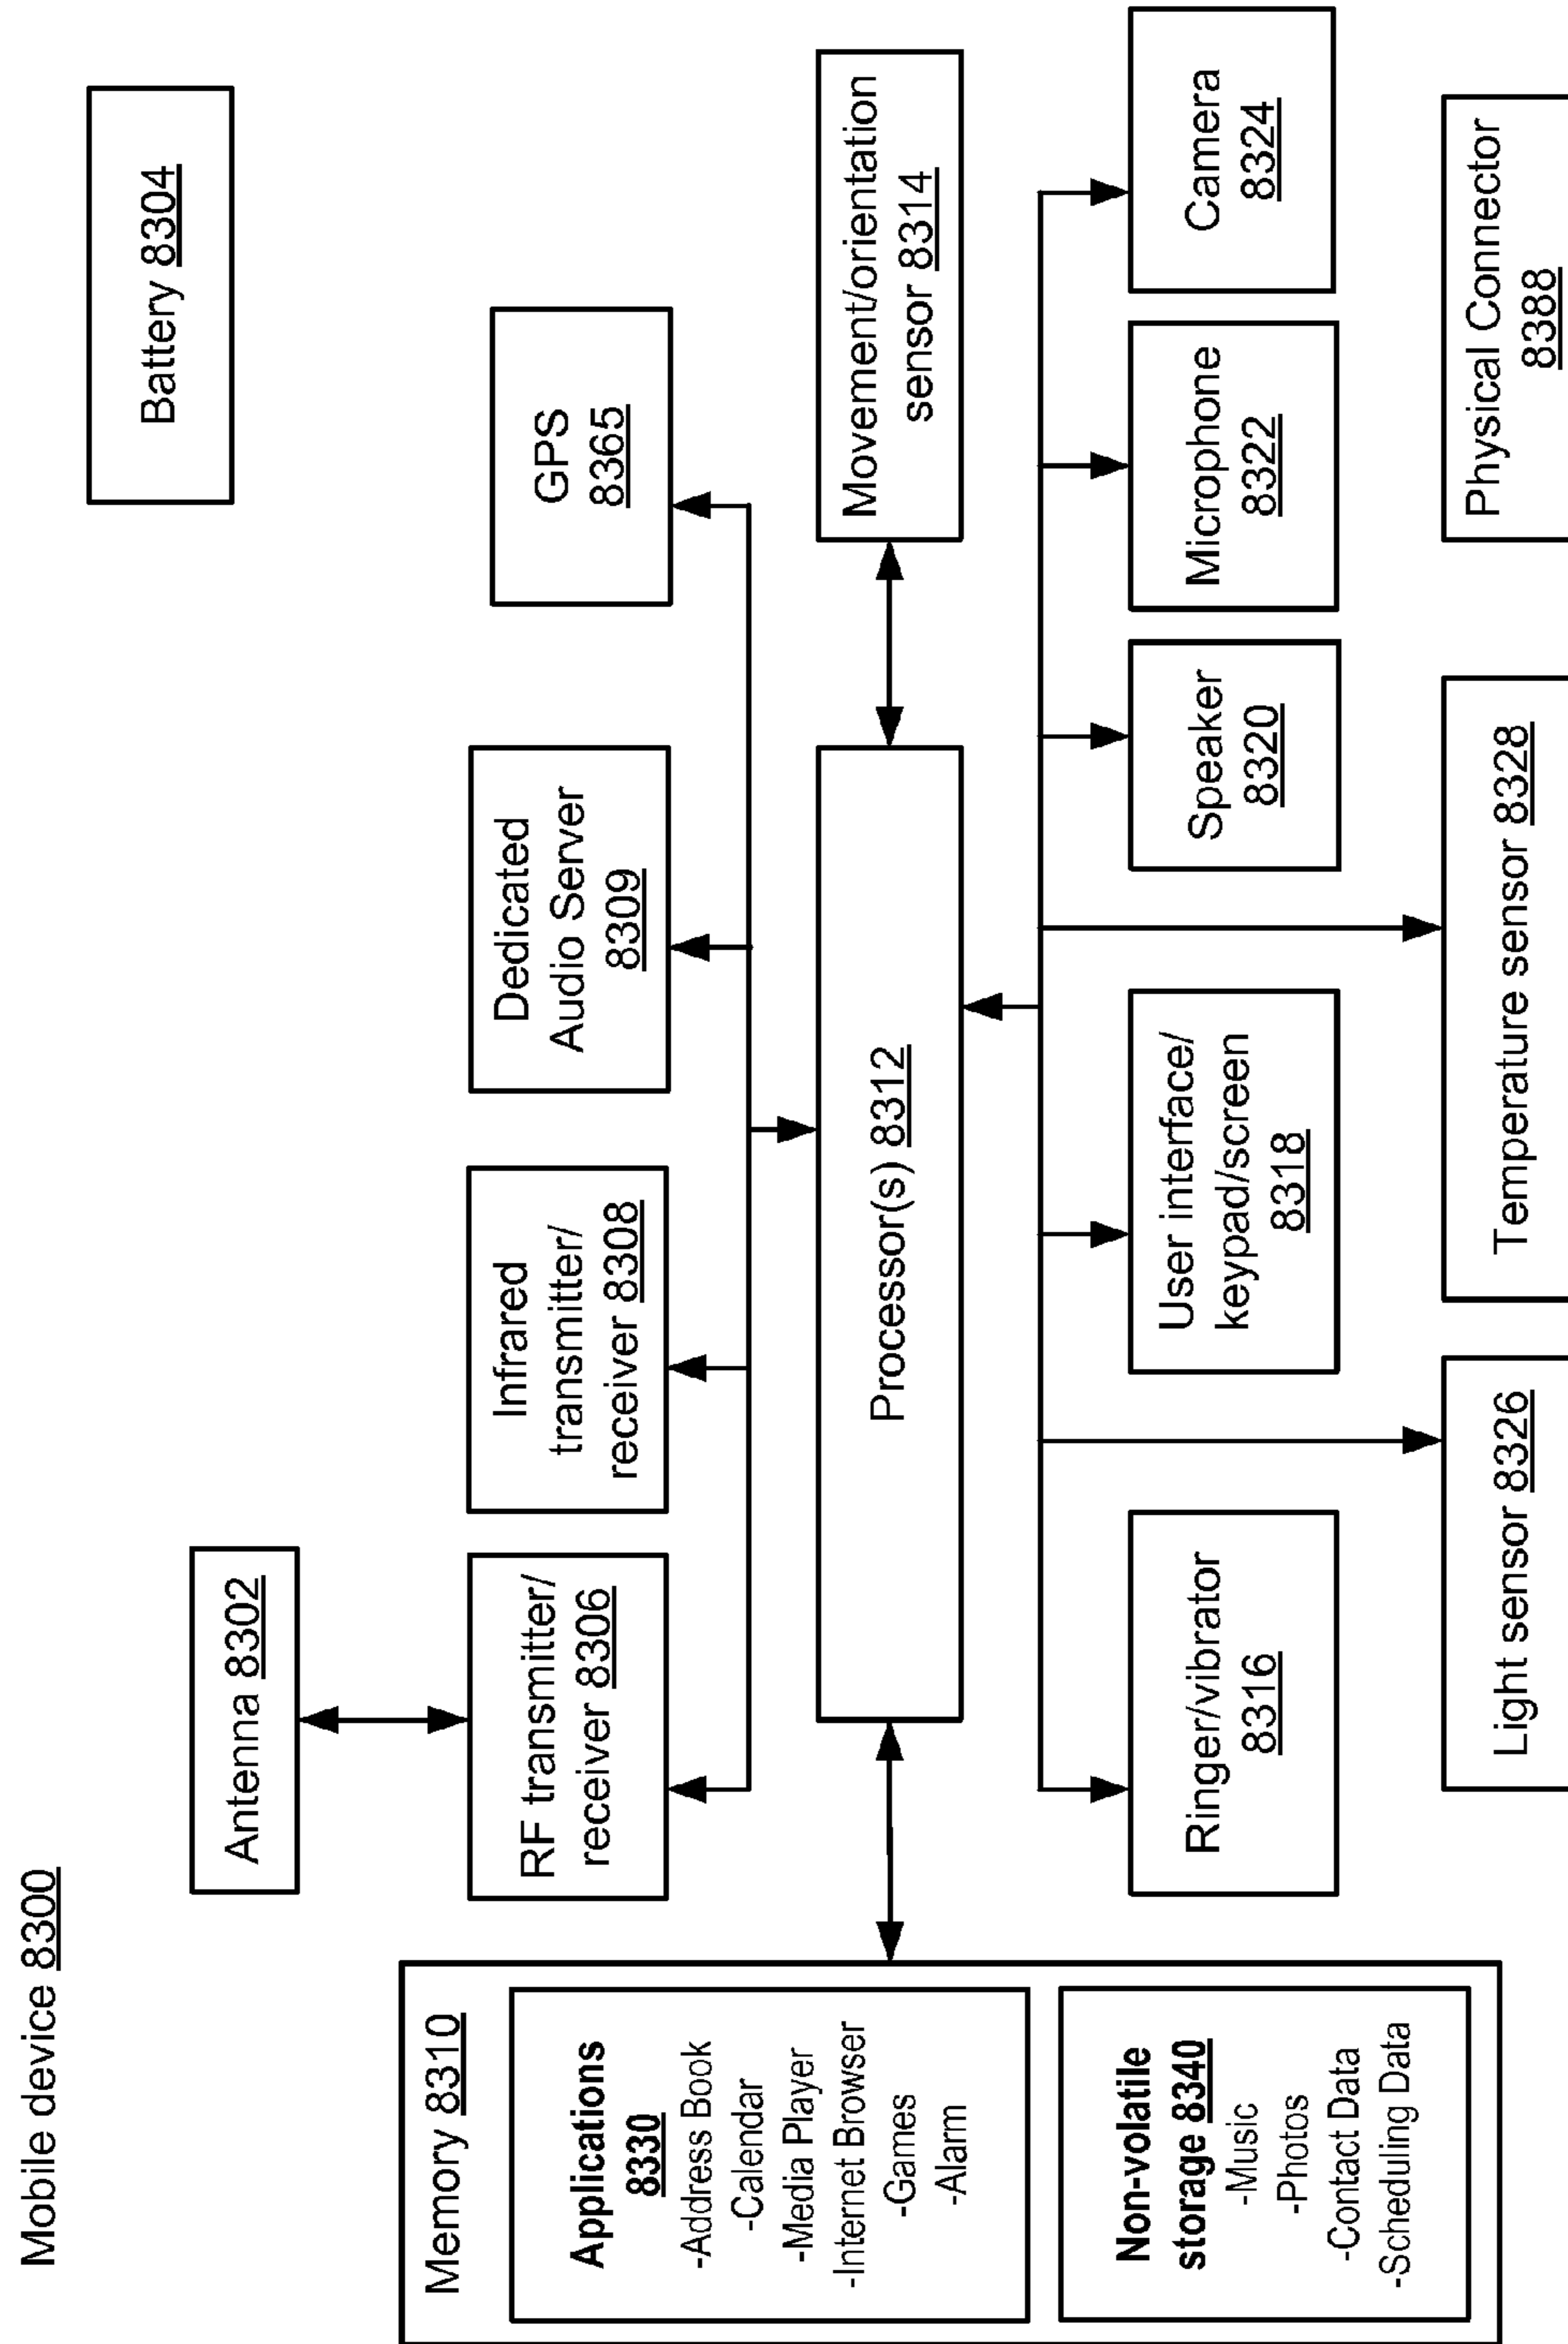 Mobile device 8300
Battery 8304
Antenna 8302
RF transmitter/
receiver 8306
Infrared
transmitter/
receiver 8308
Dedicated
Audio Server
8309
GPS
8365
Memory 8310
Applications
8330
-Address Book
-Calendar
-Media Player
-Internet Browser
-Games
-Alarm
Non-volatile
storage 8340
-Music
-Photos
-Contact Data
-Scheduling Data
Processor(s) 8312
Movement/orientation
sensor 8314
Ringer/vibrator
8316
User interface/
keypad/screen
8318
Speaker
8320
Microphone
8322
Camera
8324
Light sensor 8326
Temperature sensor 8328
Physical Connector
8388